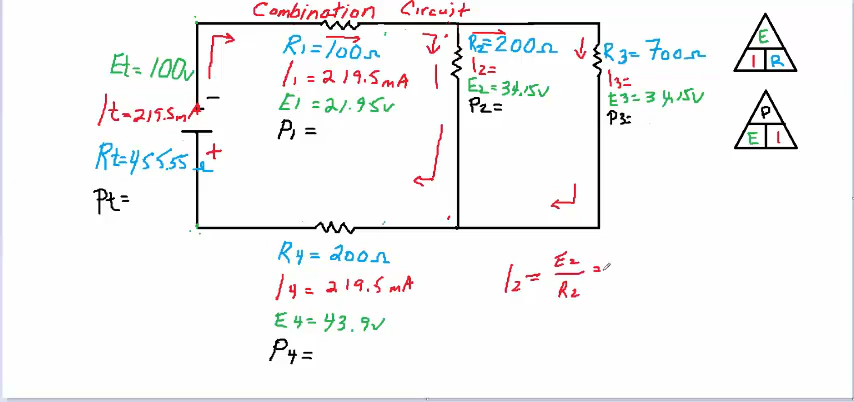 Combination Circuit
Et=100v
It=219.5mA
Rt=455.55Ω
Pt=
−
+
R1=100Ω
I1=219.5mA
E1=21.95v
P1=
R2=200Ω
I2=
E2=34.15v
P2=
R3=700Ω
I3=
E3=34.15v
P3=
E
I R
P
E I
R4=200Ω
I4=219.5mA
E4=43.9v
P4=
I2=E2/R2=